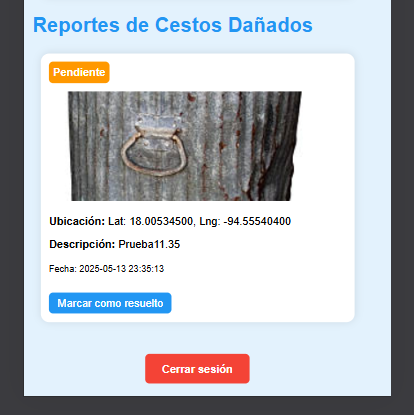 Reportes de Cestos Dañados
Pendiente
Ubicación: Lat: 18.00534500, Lng: -94.55540400
Descripción: Prueba11.35
Fecha: 2025-05-13 23:35:13
Marcar como resuelto
Cerrar sesión